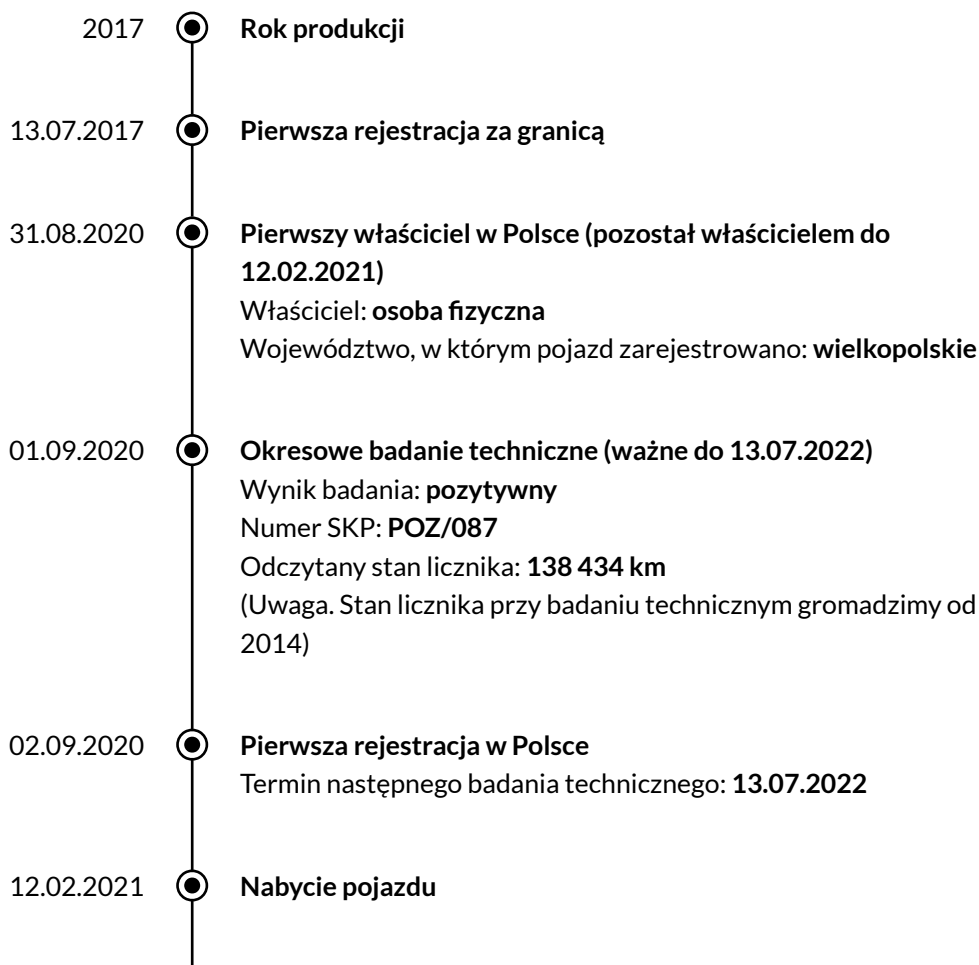 2017 Rok produkcji
13.07.2017 Pierwsza rejestracja za granicą
31.08.2020 Pierwszy właściciel w Polsce (pozostał właścicielem do
12.02.2021)
Właściciel: osoba fizyczna
Województwo, w którym pojazd zarejestrowano: wielkopolskie
01.09.2020 Okresowe badanie techniczne (ważne do 13.07.2022)
Wynik badania: pozytywny
Numer SKP: POZ/087
Odczytany stan licznika: 138 434 km
(Uwaga. Stan licznika przy badaniu technicznym gromadzimy od
2014)
02.09.2020 Pierwsza rejestracja w Polsce
Termin następnego badania technicznego: 13.07.2022
12.02.2021 Nabycie pojazdu